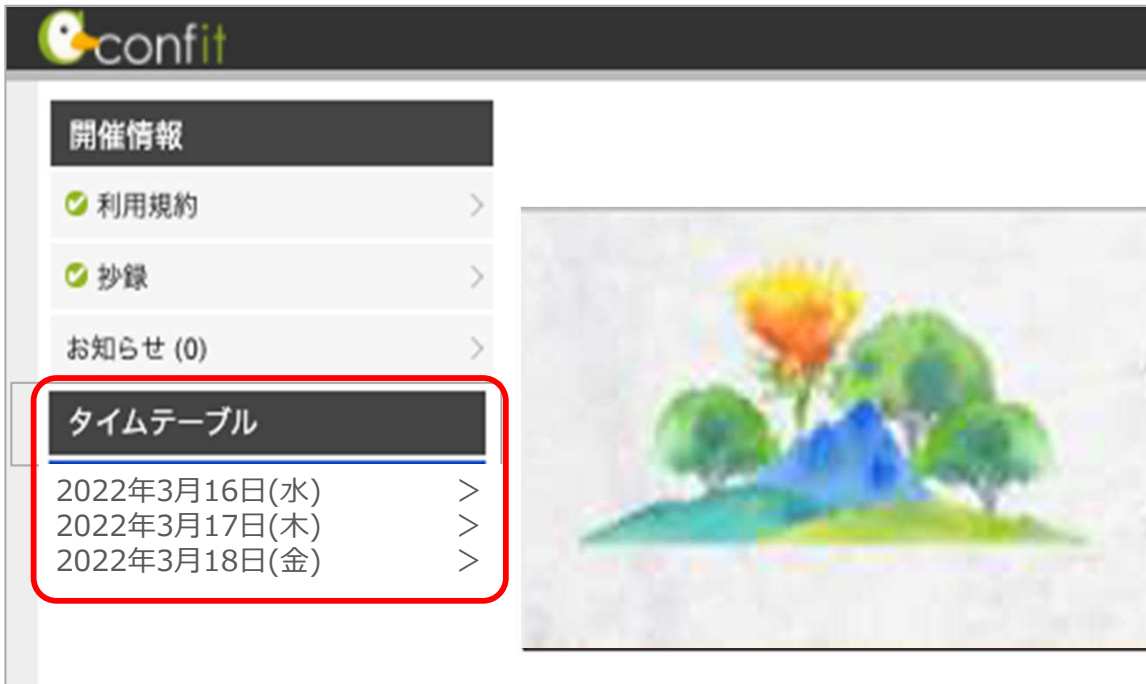 confit
開催情報
利用規約
抄録
お知らせ (0)
タイムテーブル
2022年3月16日(水) >
2022年3月17日(木) >
2022年3月18日(金) >